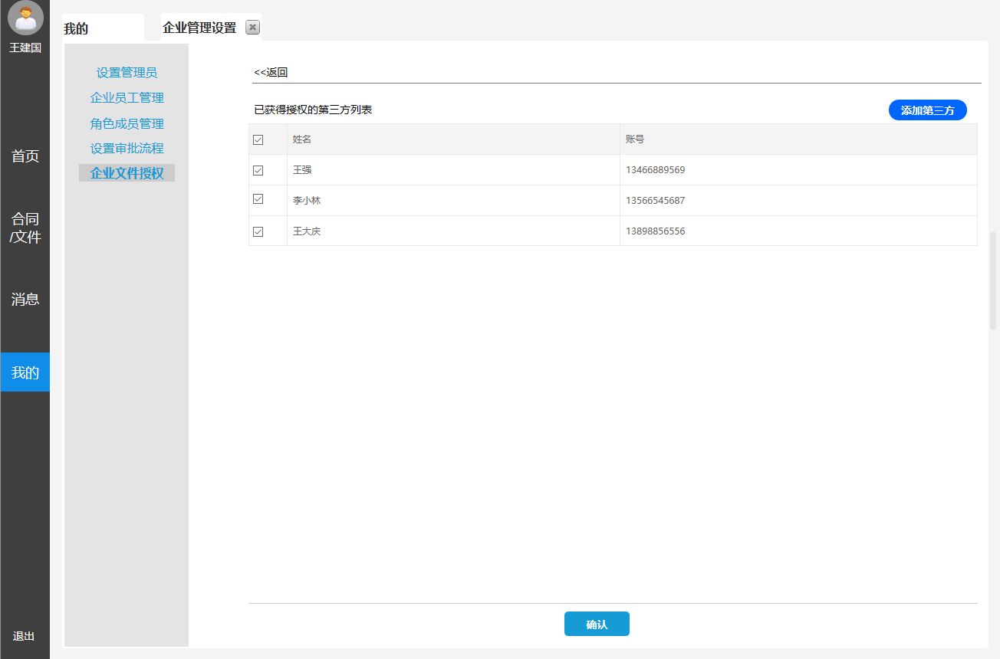 王建国
首页
合同
/文件
消息
我的
退出
我的
企业管理设置
设置管理员
企业员工管理
角色成员管理
设置审批流程
企业文件授权
<<返回
已获得授权的第三方列表
添加第三方
姓名 账号
王强 13466889569
李小林 13566545687
王大庆 13898856556
确认